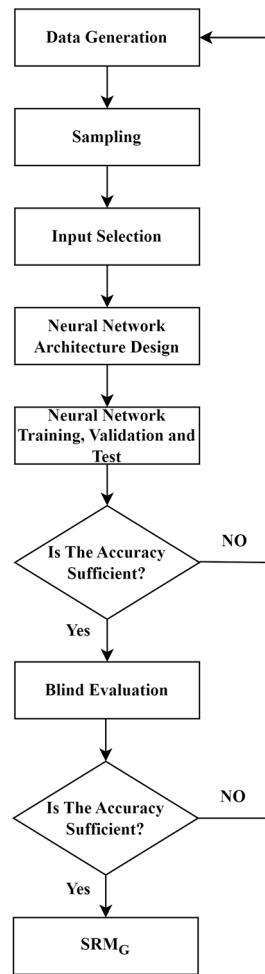 Data Generation
Sampling
Input Selection
Neural Network
Architecture Design
Neural Network
Training, Validation and
Test
Is The Accuracy
Sufficient?
NO
Yes
Blind Evaluation
Is The Accuracy
Sufficient?
NO
Yes
SRM_G